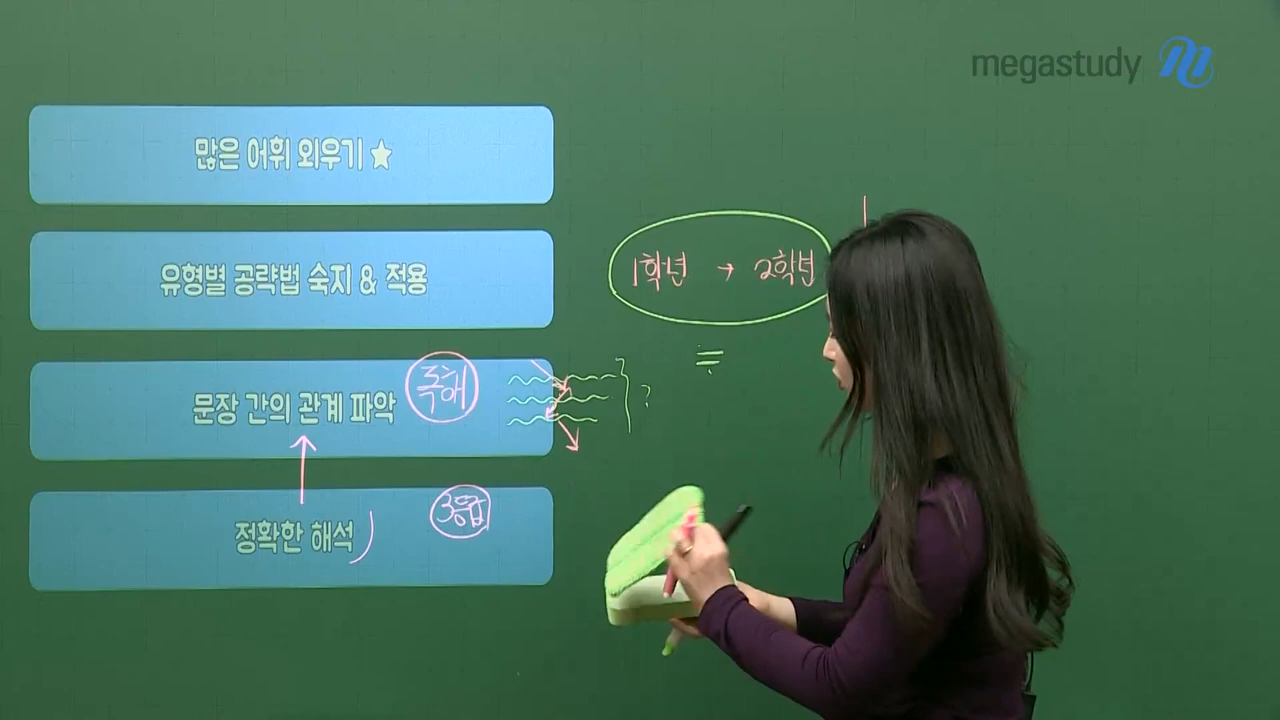 megastudy
많은 어휘 외우기 ★
유형별 공략법 숙지 & 적용
1학년 → 2학년
문장 간의 관계 파악
독해
?
정확한 해석
3등급